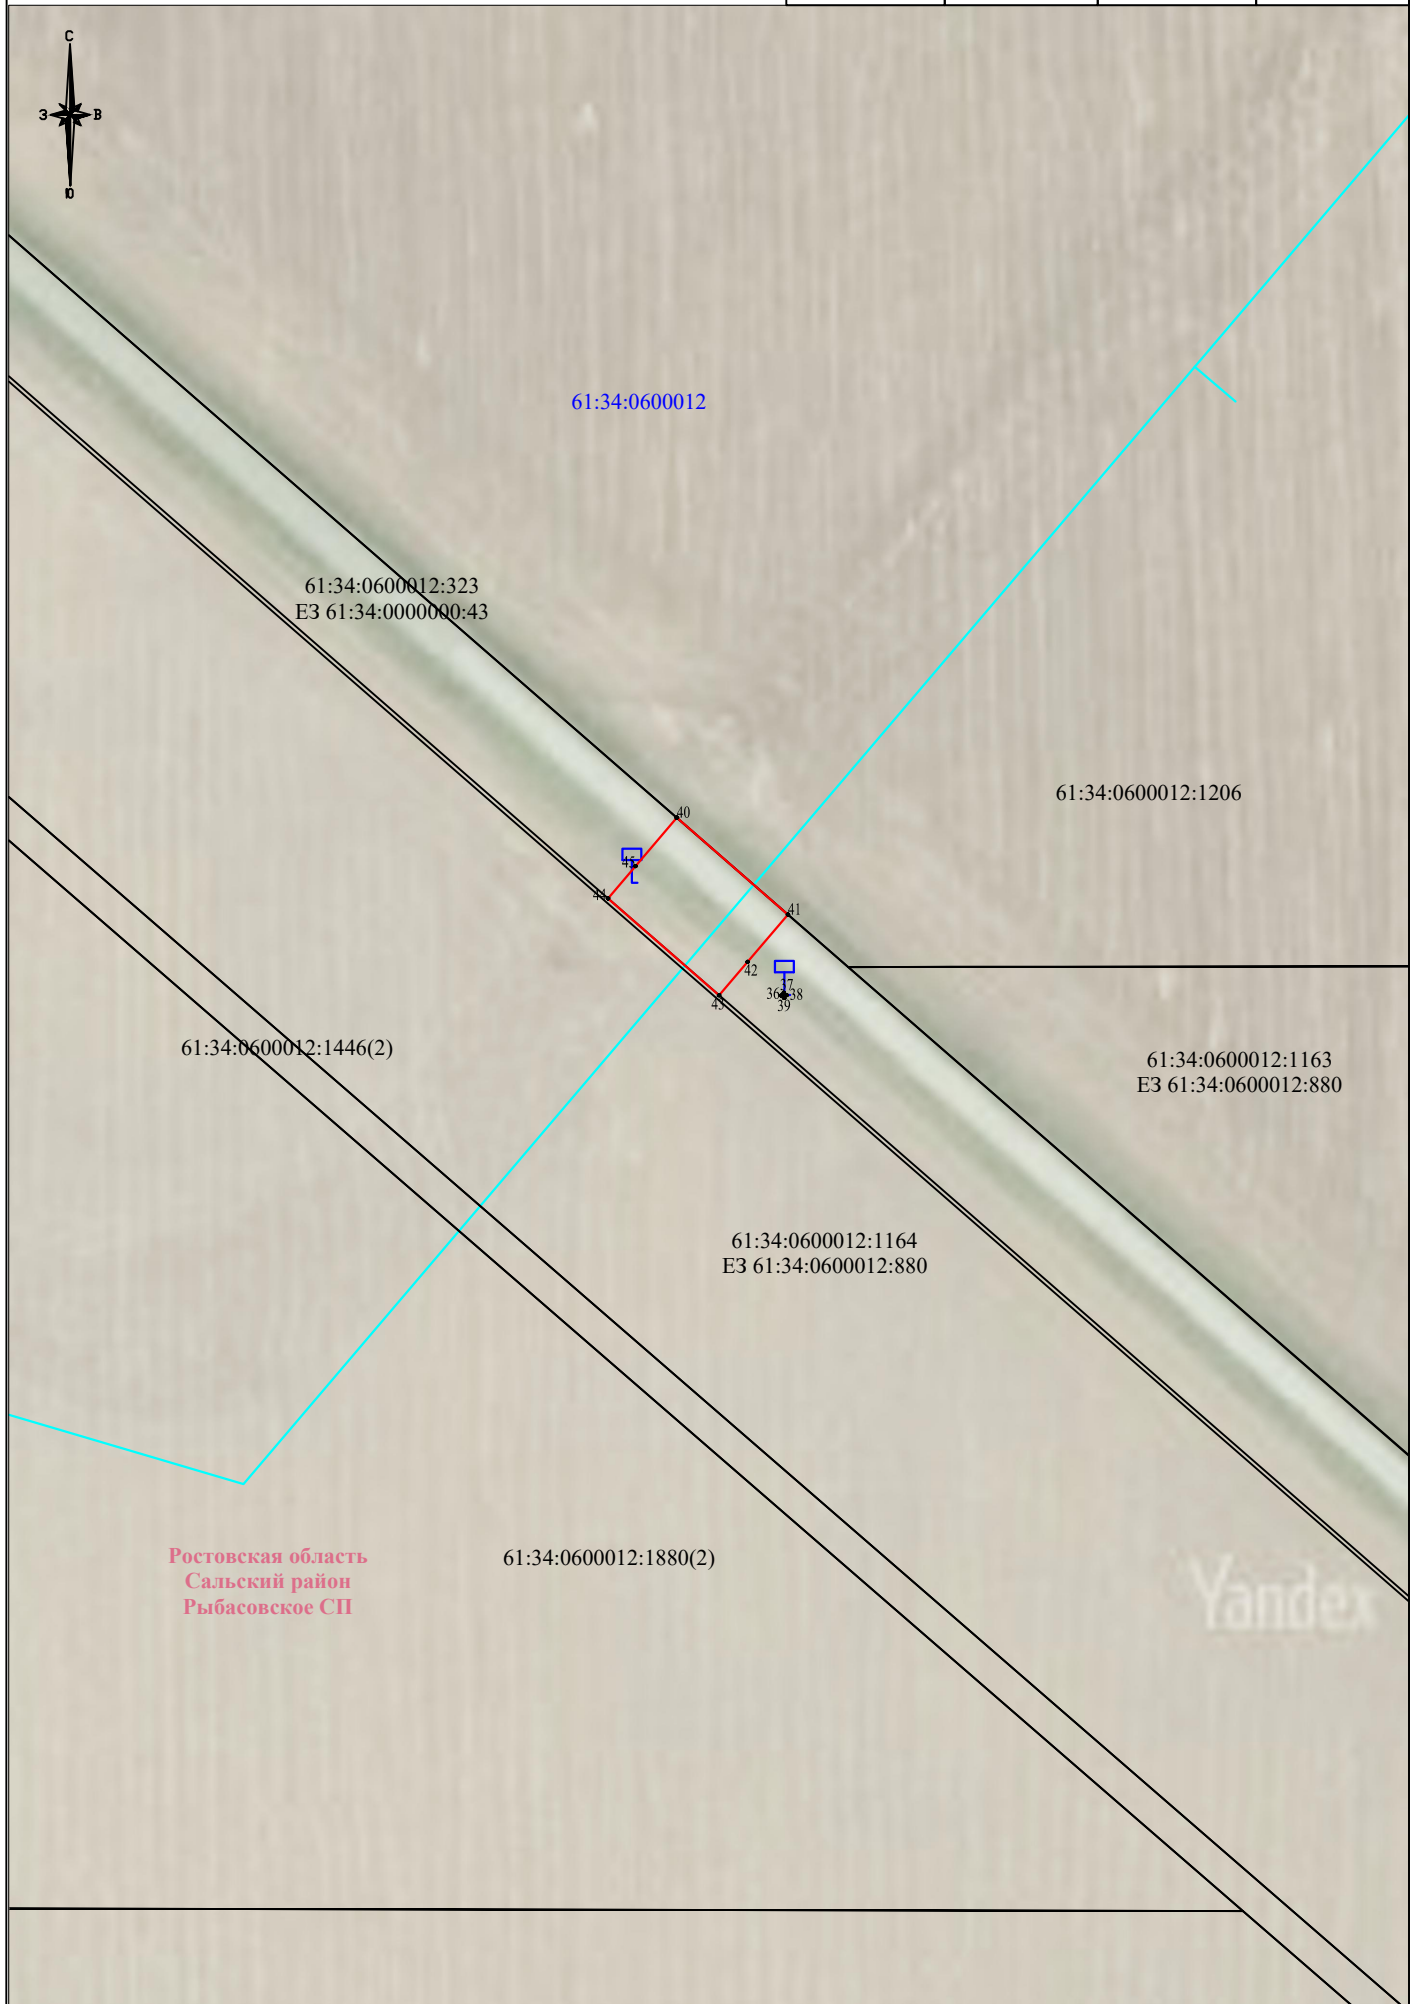 С
З В
Ю
61:34:0600012
61:34:0600012:323
ЕЗ 61:34:0000000:43
61:34:0600012:1206
40
45
44
41
42
43
37
36 38
39
61:34:0600012:1446(2)
61:34:0600012:1163
ЕЗ 61:34:0600012:880
61:34:0600012:1164
ЕЗ 61:34:0600012:880
Ростовская область
Сальский район
Рыбасовское СП
61:34:0600012:1880(2)
Yandex